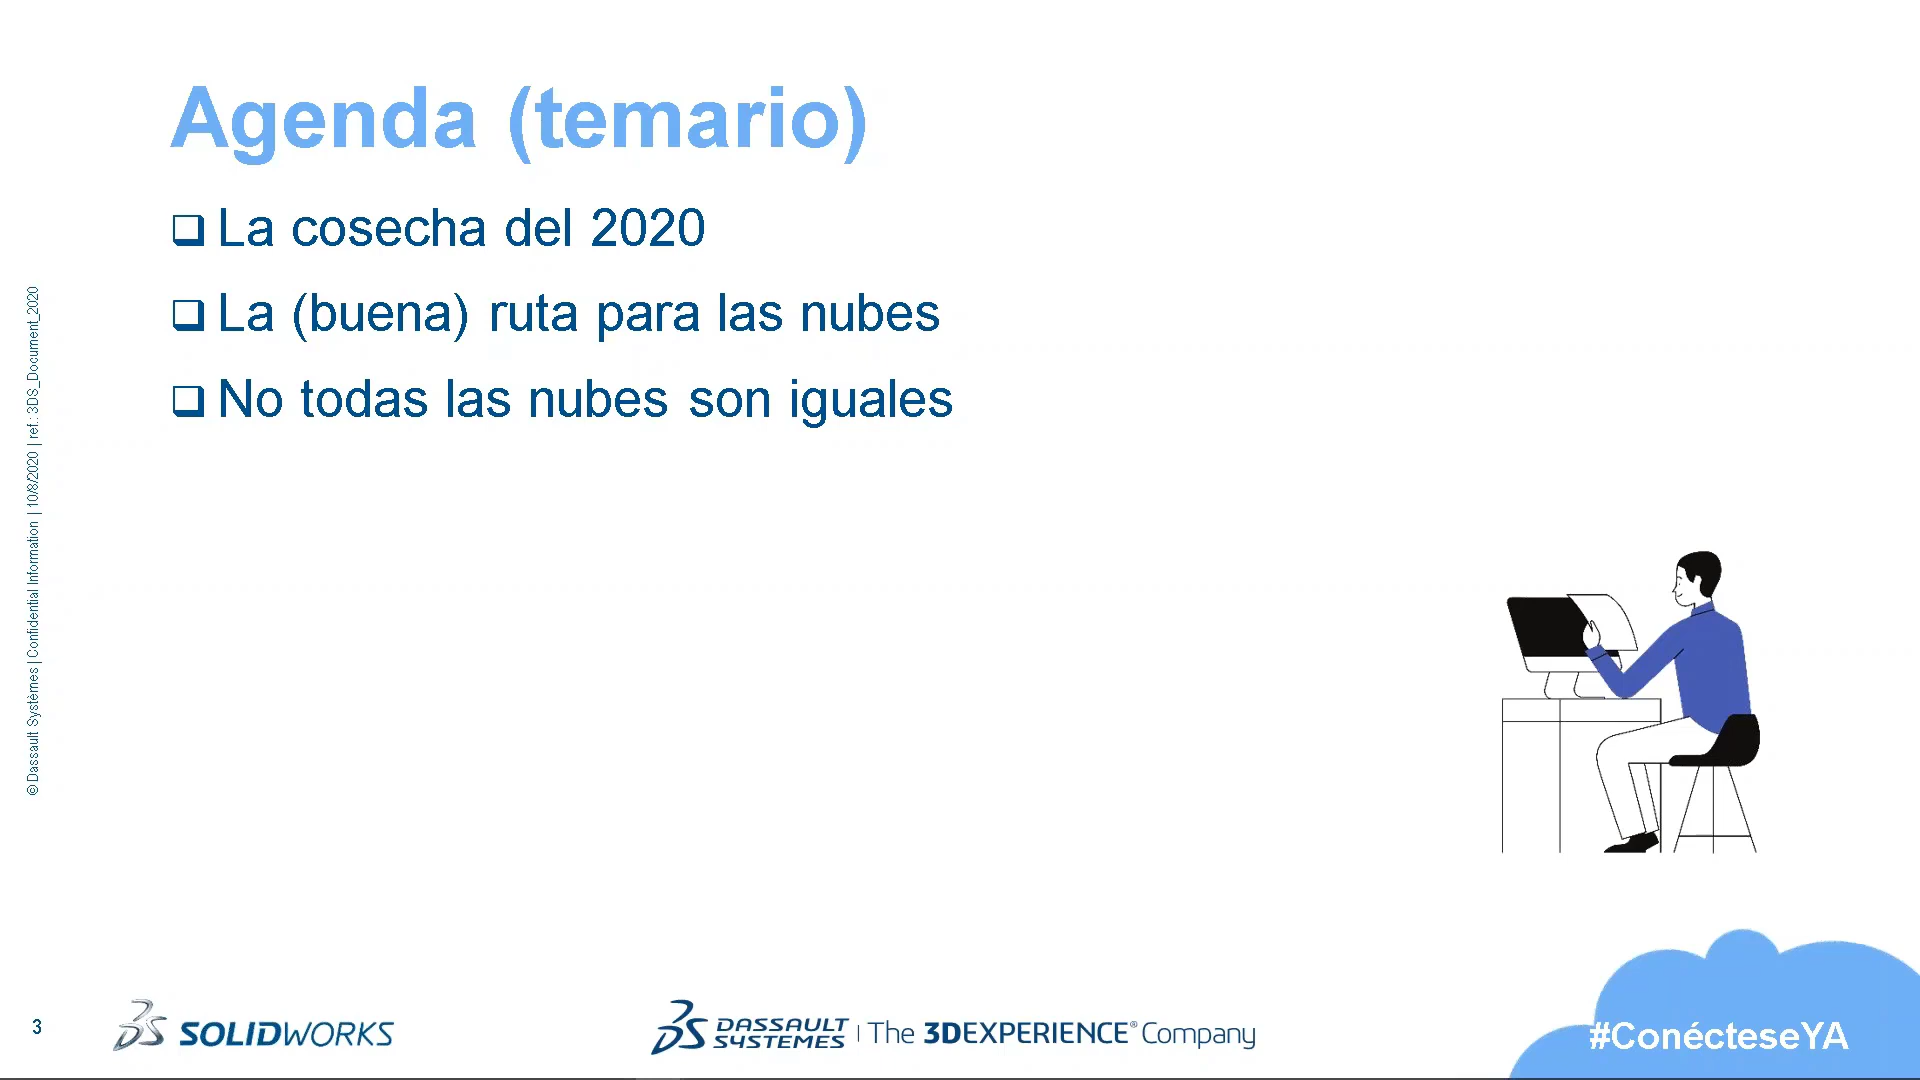 Agenda (temario)
La cosecha del 2020
La (buena) ruta para las nubes
No todas las nubes son iguales
© Dassault Systèmes | Confidential Information | 10/8/2020 | ref.: 3DS_Document_2020
3
SOLIDWORKS
DASSAULT SYSTEMES | The 3DEXPERIENCE® Company
#ConécteseYA